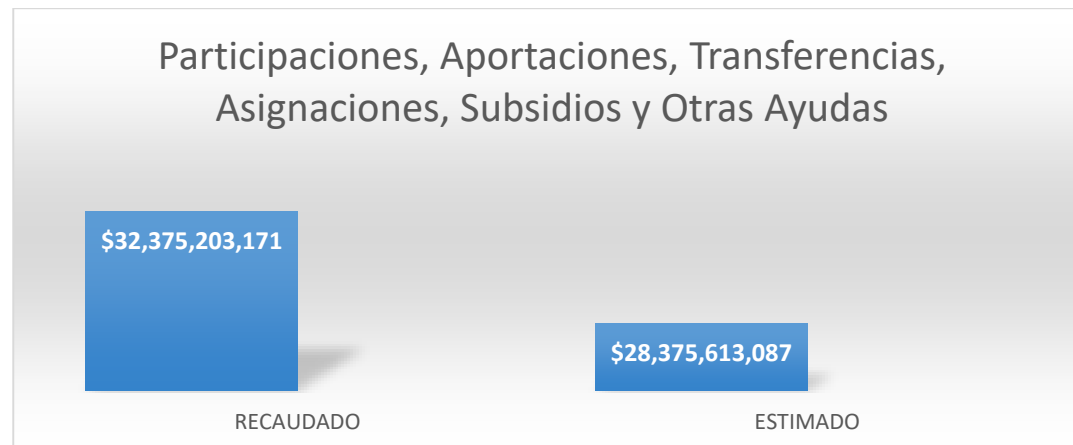 Participaciones, Aportaciones, Transferencias,
Asignaciones, Subsidios y Otras Ayudas
$32,375,203,171
$28,375,613,087
RECAUDADO
ESTIMADO